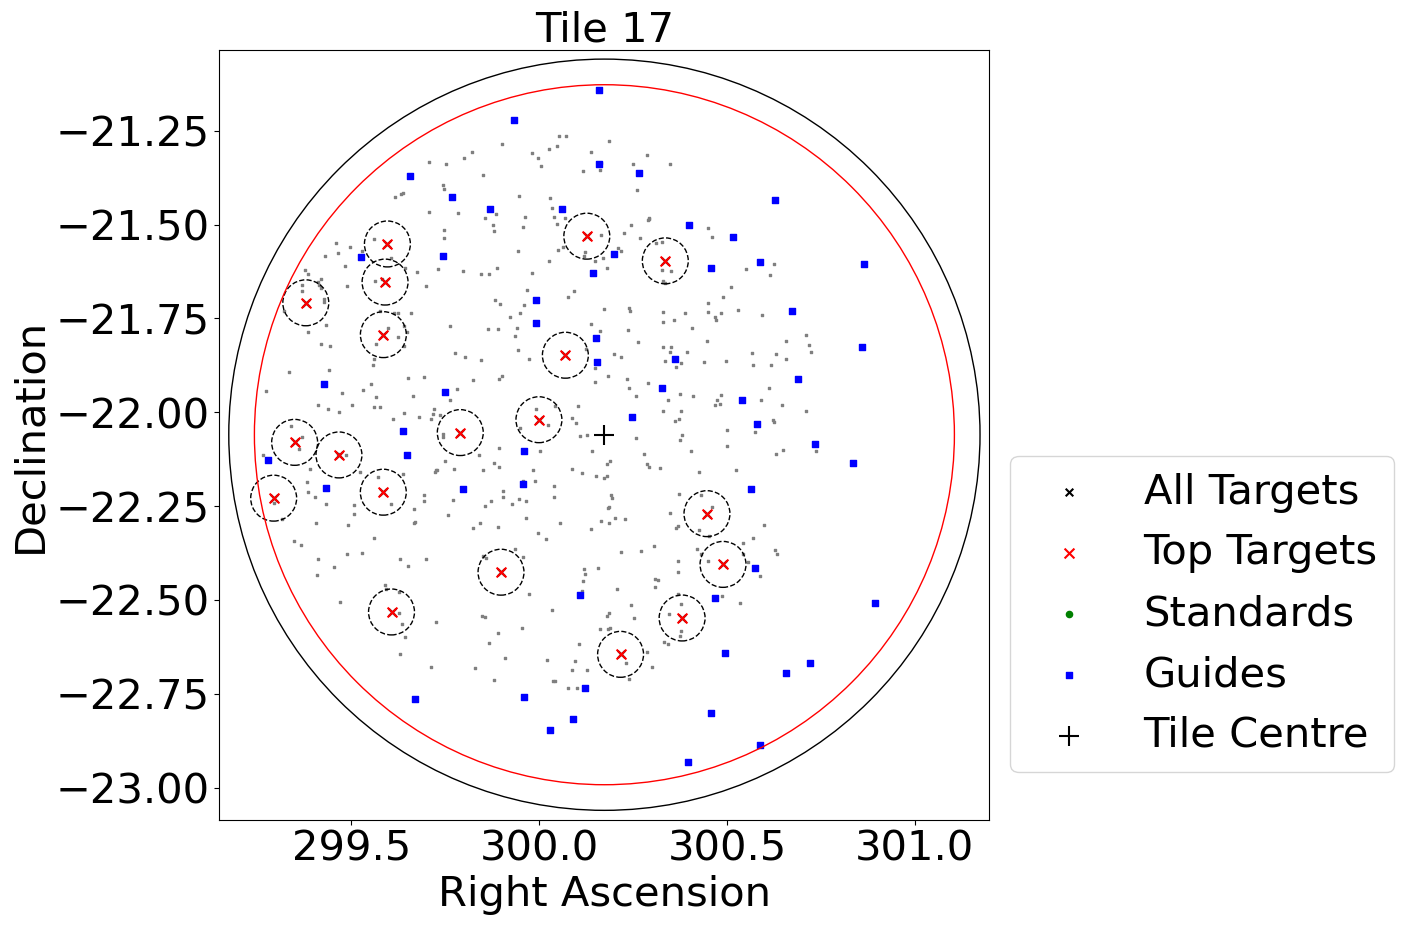 Tile 17
−21.25
−21.50
−21.75
−22.00
−22.25
−22.50
−22.75
−23.00
Declination
299.5 300.0 300.5 301.0
Right Ascension
All Targets
Top Targets
Standards
Guides
Tile Centre